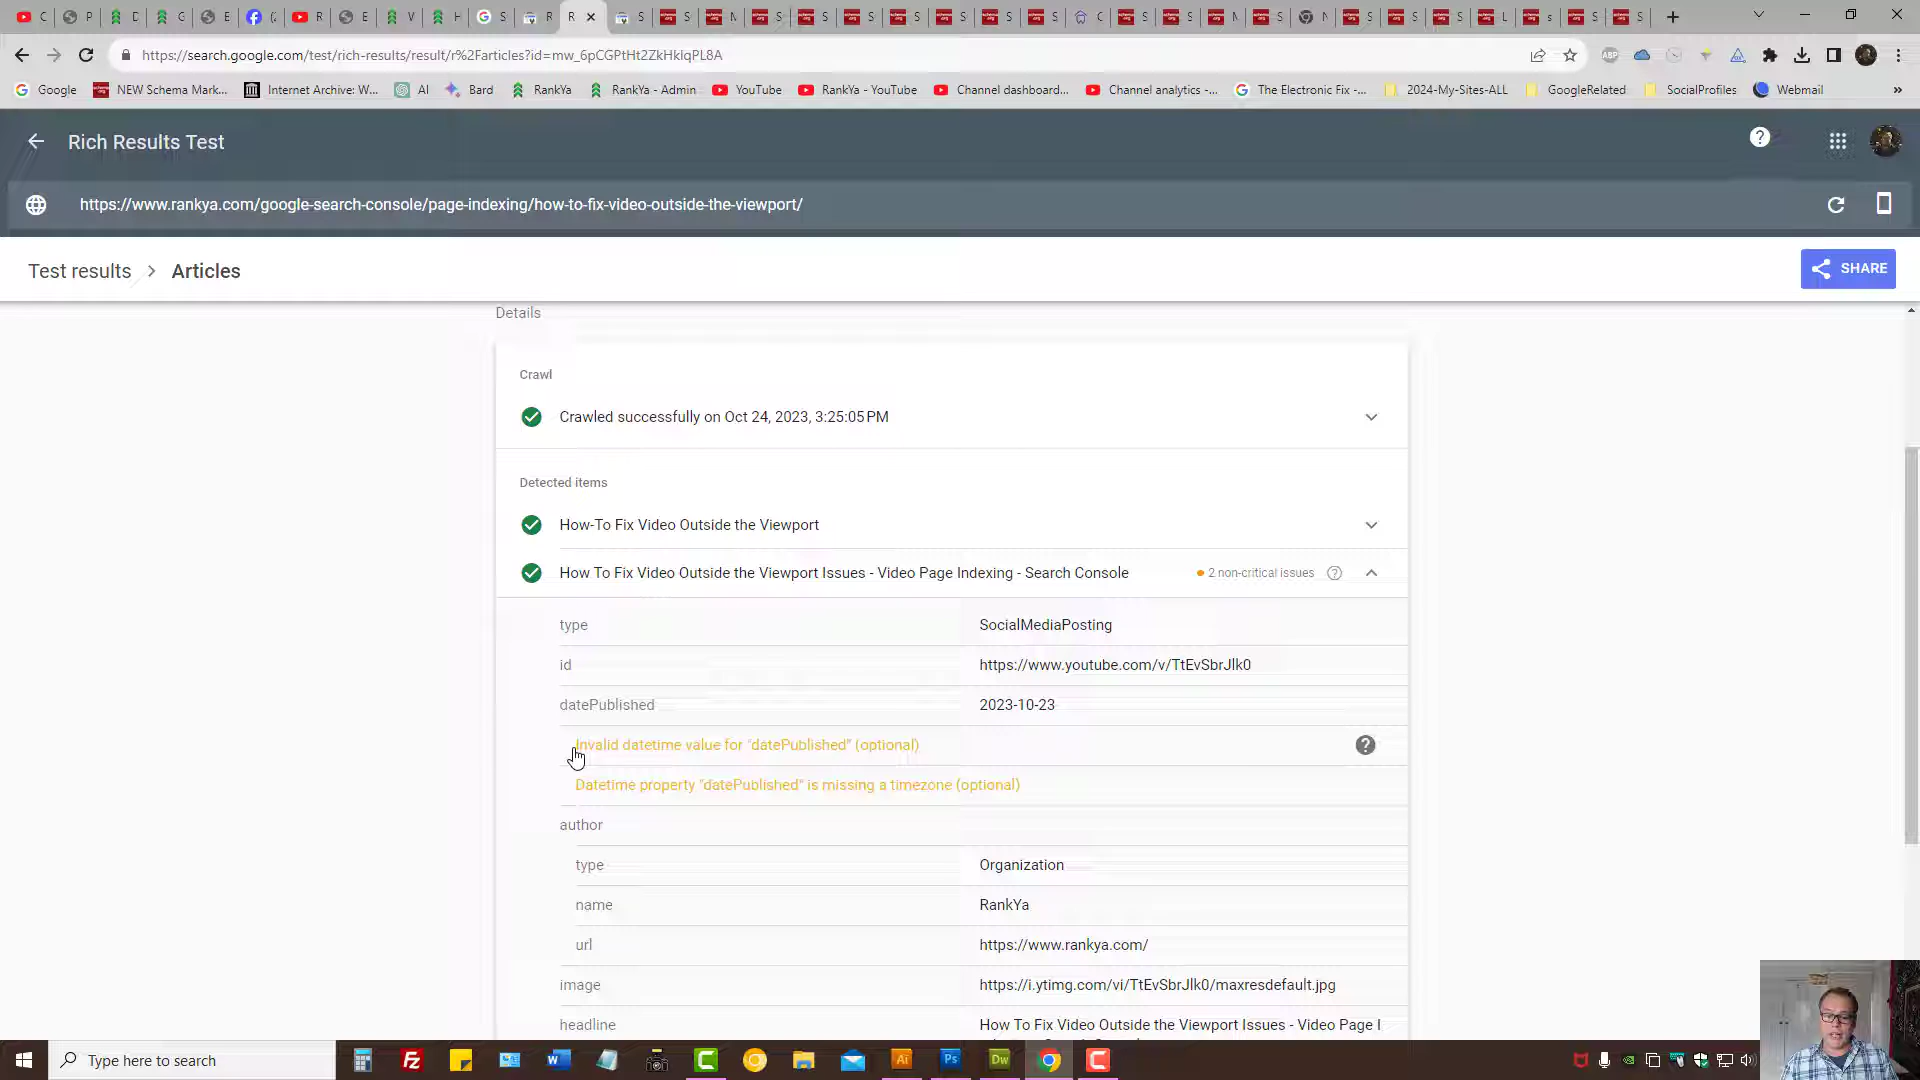 C
P
D
G
E
(
R
E
V
H
S
R
R
S
S
M
S
S
S
S
S
S
S
S
C
S
S
M
S
N
S
S
S
L
s
S
S
https://search.google.com/test/rich-results/result/r%2Farticles?id=mw_6pCGPtHt2ZkHkIqPL8A
ABP
Google
NEW Schema Mark...
Internet Archive: W...
AI
Bard
RankYa
RankYa - Admin
YouTube
RankYa - YouTube
Channel dashboard...
Channel analytics -...
The Electronic Fix -...
2024-My-Sites-ALL
GoogleRelated
SocialProfiles
Webmail
»
Rich Results Test
https://www.rankya.com/google-search-console/page-indexing/how-to-fix-video-outside-the-viewport/
Test results > Articles
SHARE
Details
Crawl
Crawled successfully on Oct 24, 2023, 3:25:05 PM
Detected items
How-To Fix Video Outside the Viewport
How To Fix Video Outside the Viewport Issues - Video Page Indexing - Search Console
2 non-critical issues
type SocialMediaPosting
id https://www.youtube.com/v/TtEvSbrJlk0
datePublished 2023-10-23
Invalid datetime value for "datePublished" (optional)
Datetime property "datePublished" is missing a timezone (optional)
author
type Organization
name RankYa
url https://www.rankya.com/
image https://i.ytimg.com/vi/TtEvSbrJlk0/maxresdefault.jpg
headline How To Fix Video Outside the Viewport Issues - Video Page I
Type here to search
Fz
W
Ai
Ps
Dw